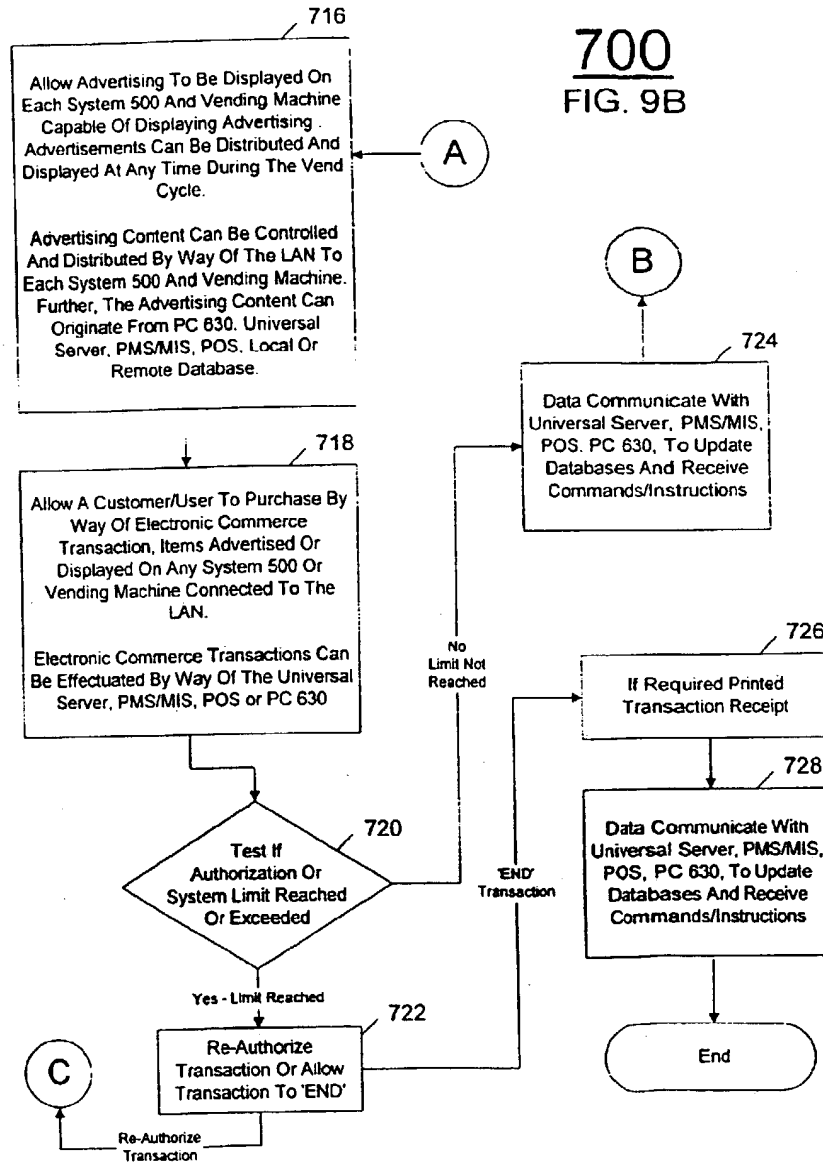 700
FIG. 9B
716
Allow Advertising To Be Displayed On
Each System 500 And Vending Machine
Capable Of Displaying Advertising .
Advertisements Can Be Distributed And
Displayed At Any Time During The Vend
Cycle.
Advertising Content Can Be Controlled
And Distributed By Way Of The LAN To
Each System 500 And Vending Machine.
Further, The Advertising Content Can
Originate From PC 630. Universal
Server, PMS/MIS, POS. Local Or
Remote Database.
A
718
Allow A Customer/User To Purchase By
Way Of Electronic Commerce
Transaction, Items Advertised Or
Displayed On Any System 500 Or
Vending Machine Connected To The
LAN.
Electronic Commerce Transactions Can
Be Effectuated By Way Of The Universal
Server, PMS/MIS, POS or PC 630
720
Test If
Authorization Or
System Limit Reached
Or Exceeded
No
Limit Not
Reached
B
724
Data Communicate With
Universal Server, PMS/MIS,
POS. PC 630, To Update
Databases And Receive
Commands/Instructions
Yes - Limit Reached
722
Re-Authorize
Transaction Or Allow
Transaction To 'END'
C
Re-Authorize
Transaction
'END'
Transaction
726
If Required Printed
Transaction Receipt
728
Data Communicate With
Universal Server, PMS/MIS,
POS, PC 630, To Update
Databases And Receive
Commands/Instructions
End